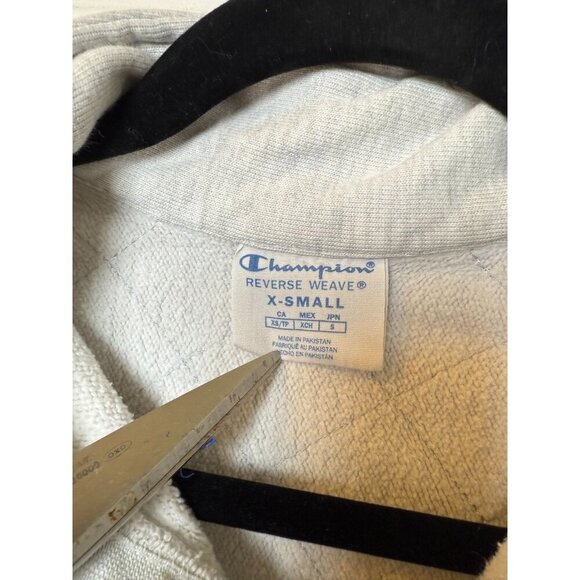 Champion®
REVERSE WEAVE®
X-SMALL
CA MEX JPN
XS/TP XCH S
MADE IN PAKISTAN
FABRIQUÉ AU PAKISTAN
HECHO EN PAKISTAN
OXO